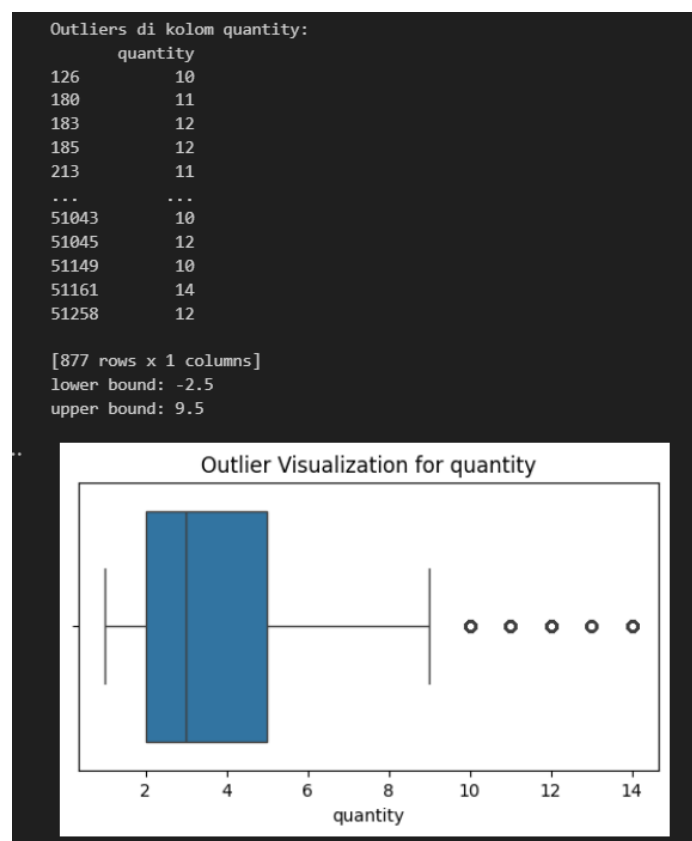 Outliers di kolom quantity:
quantity
126 10
180 11
183 12
185 12
213 11
... ...
51043 10
51045 12
51149 10
51161 14
51258 12
[877 rows x 1 columns]
lower bound: -2.5
upper bound: 9.5
..
Outlier Visualization for quantity
2 4 6 8 10 12 14
quantity